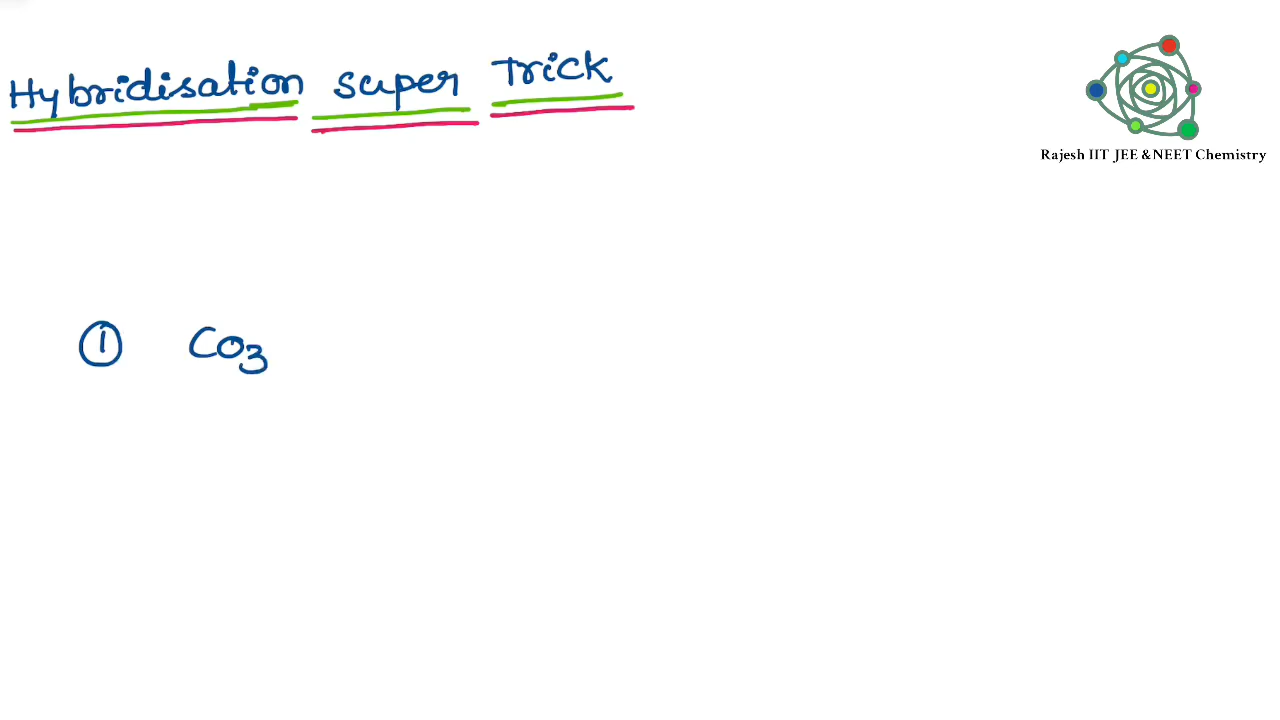 Hybridisation super Trick
Rajesh IIT JEE & NEET Chemistry
① CO3